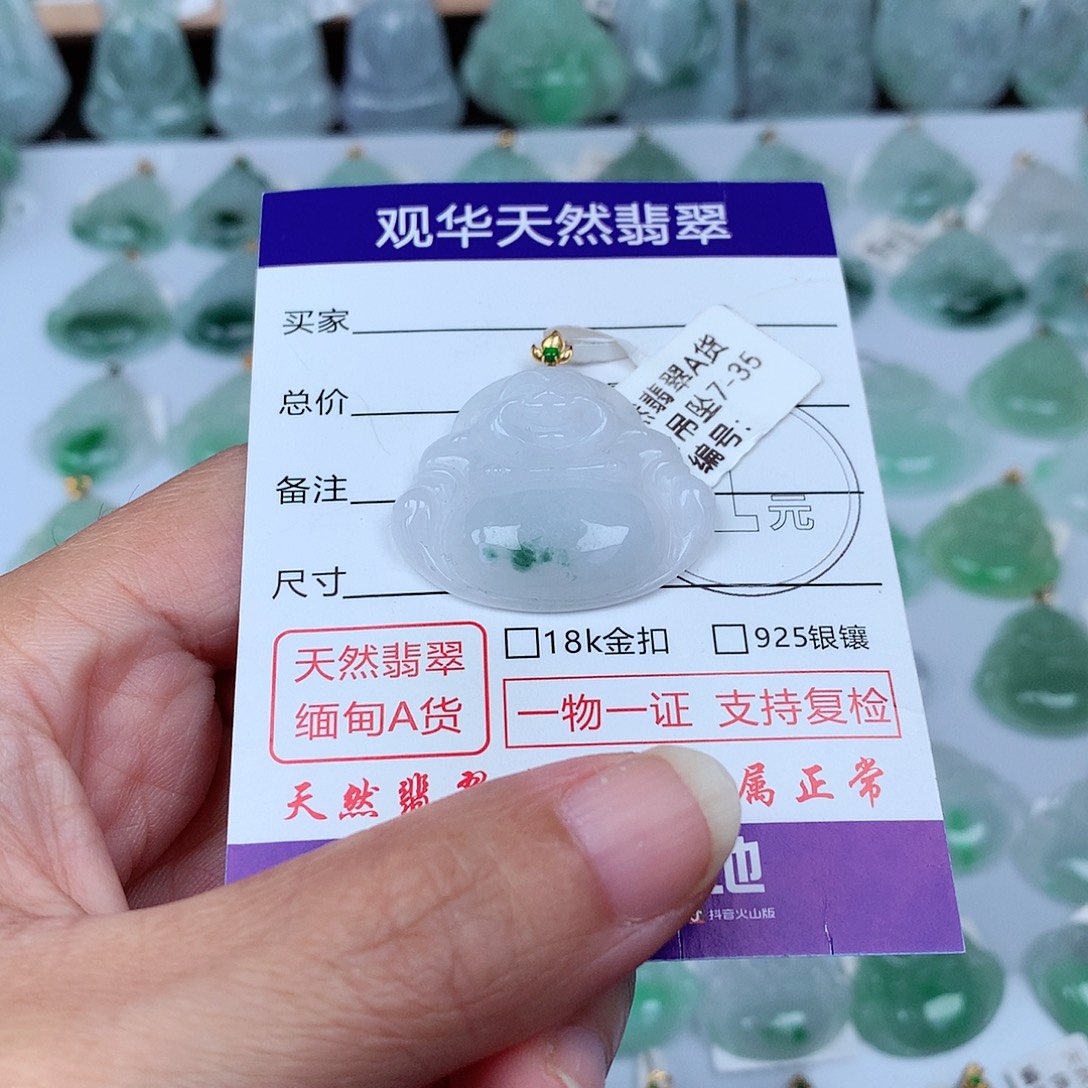 观华天然翡翠
买家
总价
翡翠A货
吊坠7-35
编号:
备注
元
尺寸
□18k金扣 □925银镶
天然翡翠
缅甸A货
一物一证 支持复检
天然翡翠
属正常
地
抖音火山版